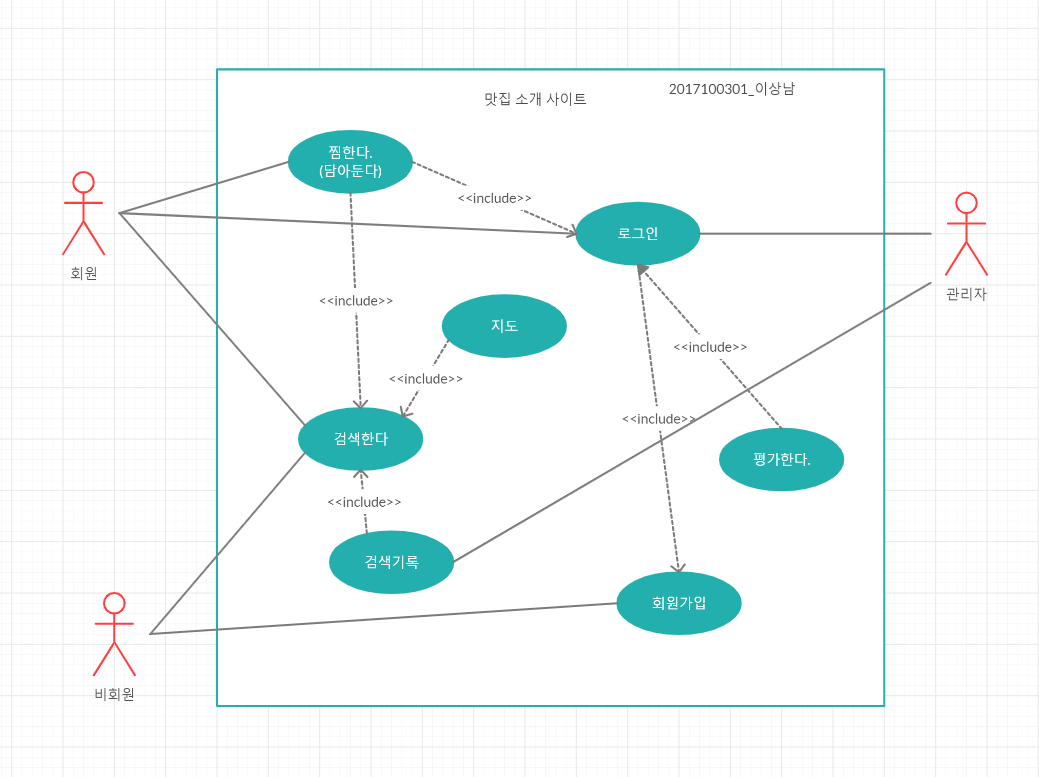 맛집 소개 사이트
2017100301_이상남
찜한다.
(담아둔다)
<<include>>
로그인
회원
관리자
<<include>>
지도
<<include>>
<<include>>
<<include>>
검색한다
평가한다.
<<include>>
검색기록
회원가입
비회원